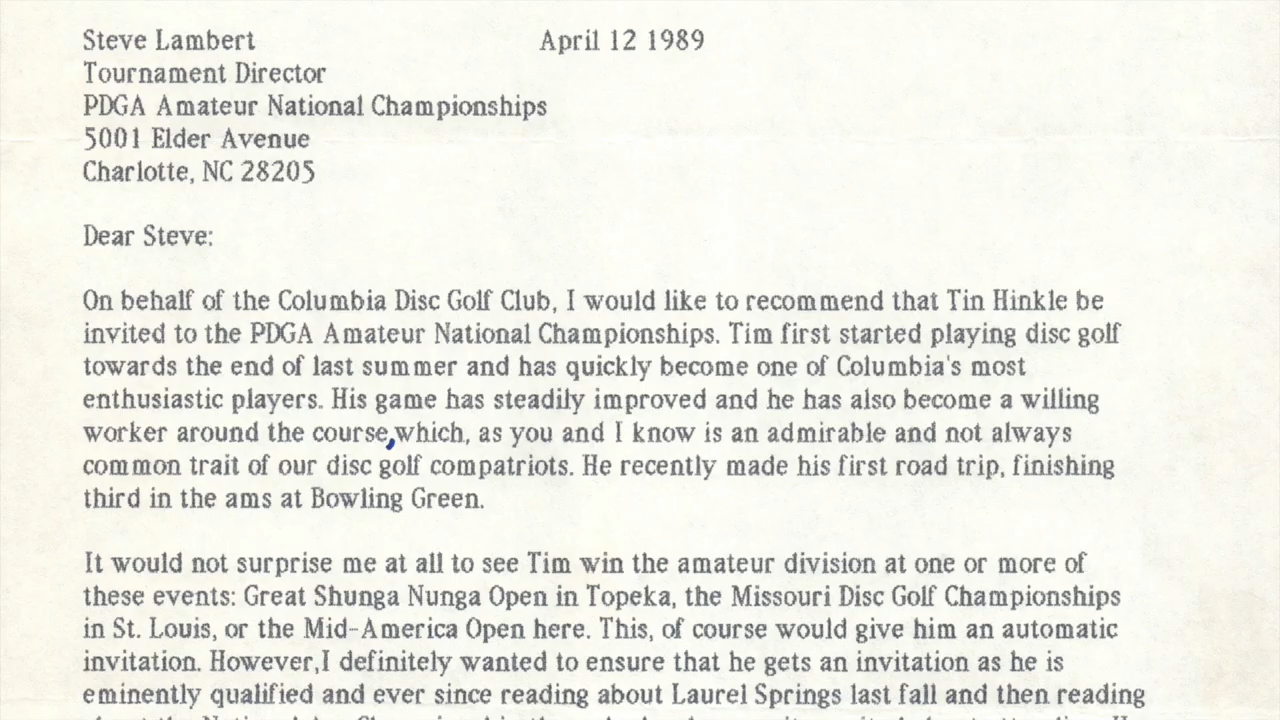 Steve Lambert April 12 1989
Tournament Director
PDGA Amateur National Championships
5001 Elder Avenue
Charlotte, NC 28205
Dear Steve:
On behalf of the Columbia Disc Golf Club, I would like to recommend that Tin Hinkle be
invited to the PDGA Amateur National Championships. Tim first started playing disc golf
towards the end of last summer and has quickly become one of Columbia's most
enthusiastic players. His game has steadily improved and he has also become a willing
worker around the course,which, as you and I know is an admirable and not always
common trait of our disc golf compatriots. He recently made his first road trip, finishing
third in the ams at Bowling Green.
It would not surprise me at all to see Tim win the amateur division at one or more of
these events: Great Shunga Nunga Open in Topeka, the Missouri Disc Golf Championships
in St. Louis, or the Mid-America Open here. This, of course would give him an automatic
invitation. However,I definitely wanted to ensure that he gets an invitation as he is
eminently qualified and ever since reading about Laurel Springs last fall and then reading